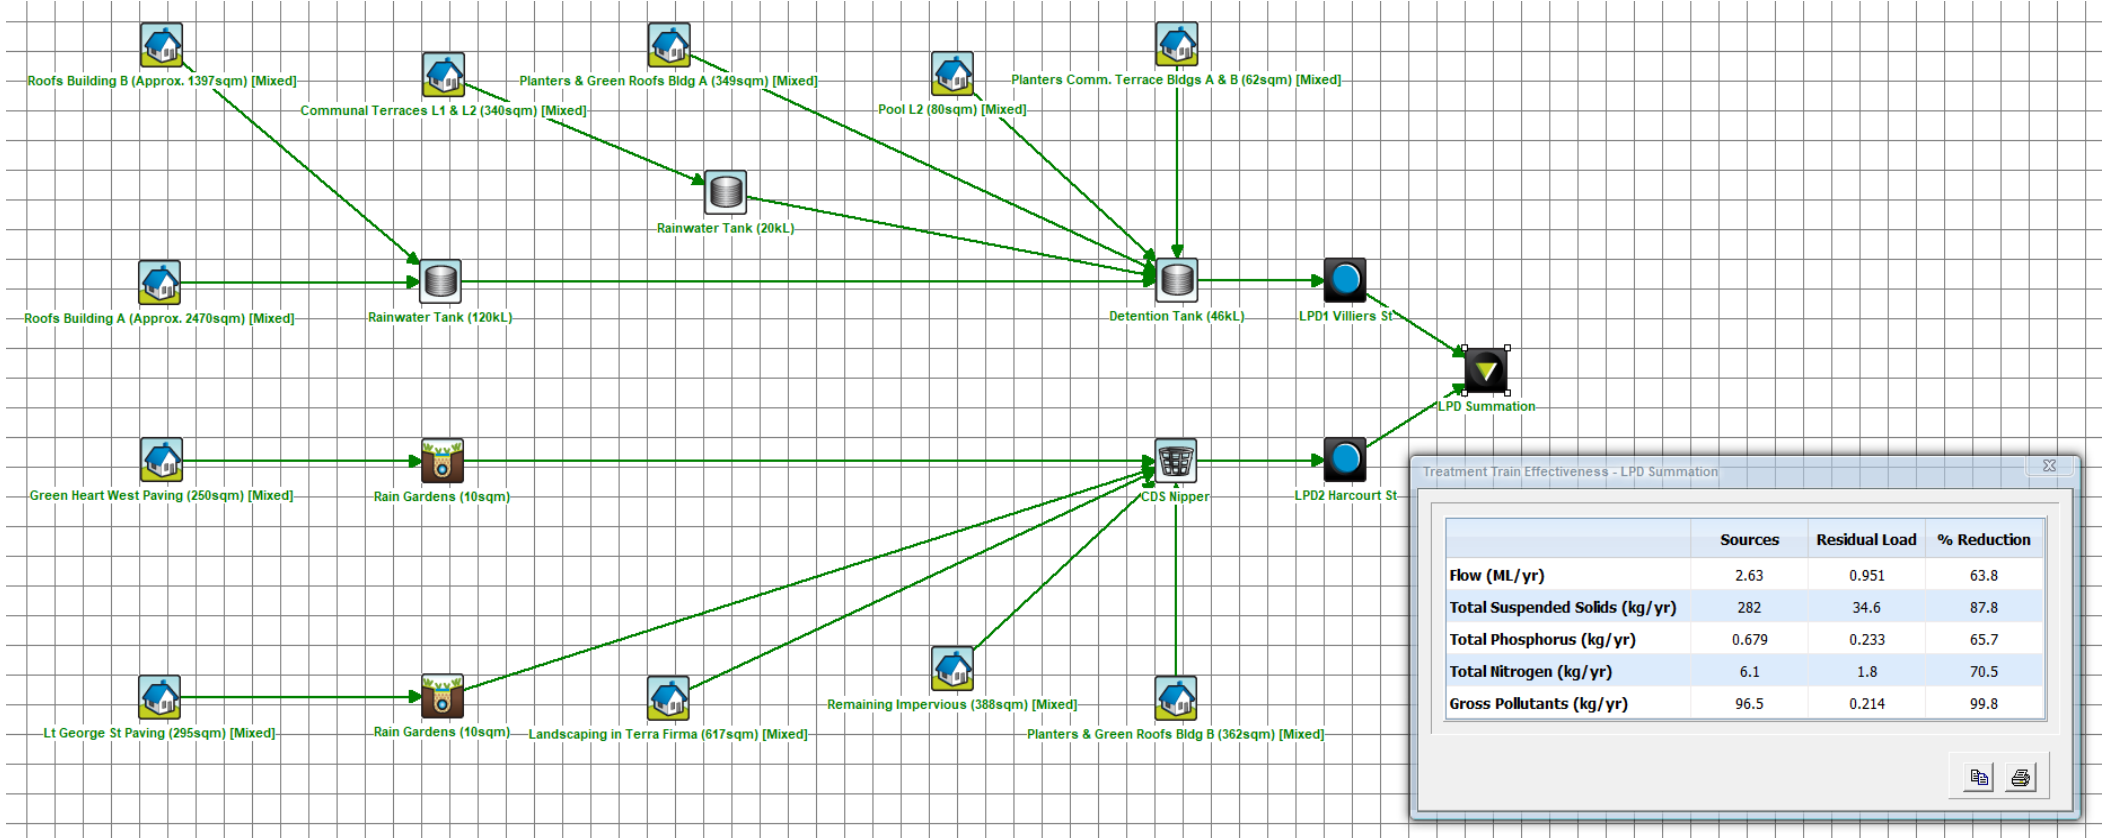 Roofs Building B (Approx. 1397sqm) [Mixed]
Communal Terraces L1 & L2 (340sqm) [Mixed]
Planters & Green Roofs Bldg A (349sqm) [Mixed]
Pool L2 (80sqm) [Mixed]
Planters Comm. Terrace Bldgs A & B (62sqm) [Mixed]
Rainwater Tank (20kL)
Roofs Building A (Approx. 2470sqm) [Mixed]
Rainwater Tank (120kL)
Detention Tank (46kL)
LPD1 Villiers St
LPD Summation
Green Heart West Paving (250sqm) [Mixed]
Rain Gardens (10sqm)
CDS Nipper
LPD2 Harcourt St
Lt George St Paving (295sqm) [Mixed]
Rain Gardens (10sqm)
Landscaping in Terra Firma (617sqm) [Mixed]
Remaining Impervious (388sqm) [Mixed]
Planters & Green Roofs Bldg B (362sqm) [Mixed]
Treatment Train Effectiveness - LPD Summation
Sources Residual Load % Reduction
Flow (ML/yr) 2.63 0.951 63.8
Total Suspended Solids (kg/yr) 282 34.6 87.8
Total Phosphorus (kg/yr) 0.679 0.233 65.7
Total Nitrogen (kg/yr) 6.1 1.8 70.5
Gross Pollutants (kg/yr) 96.5 0.214 99.8